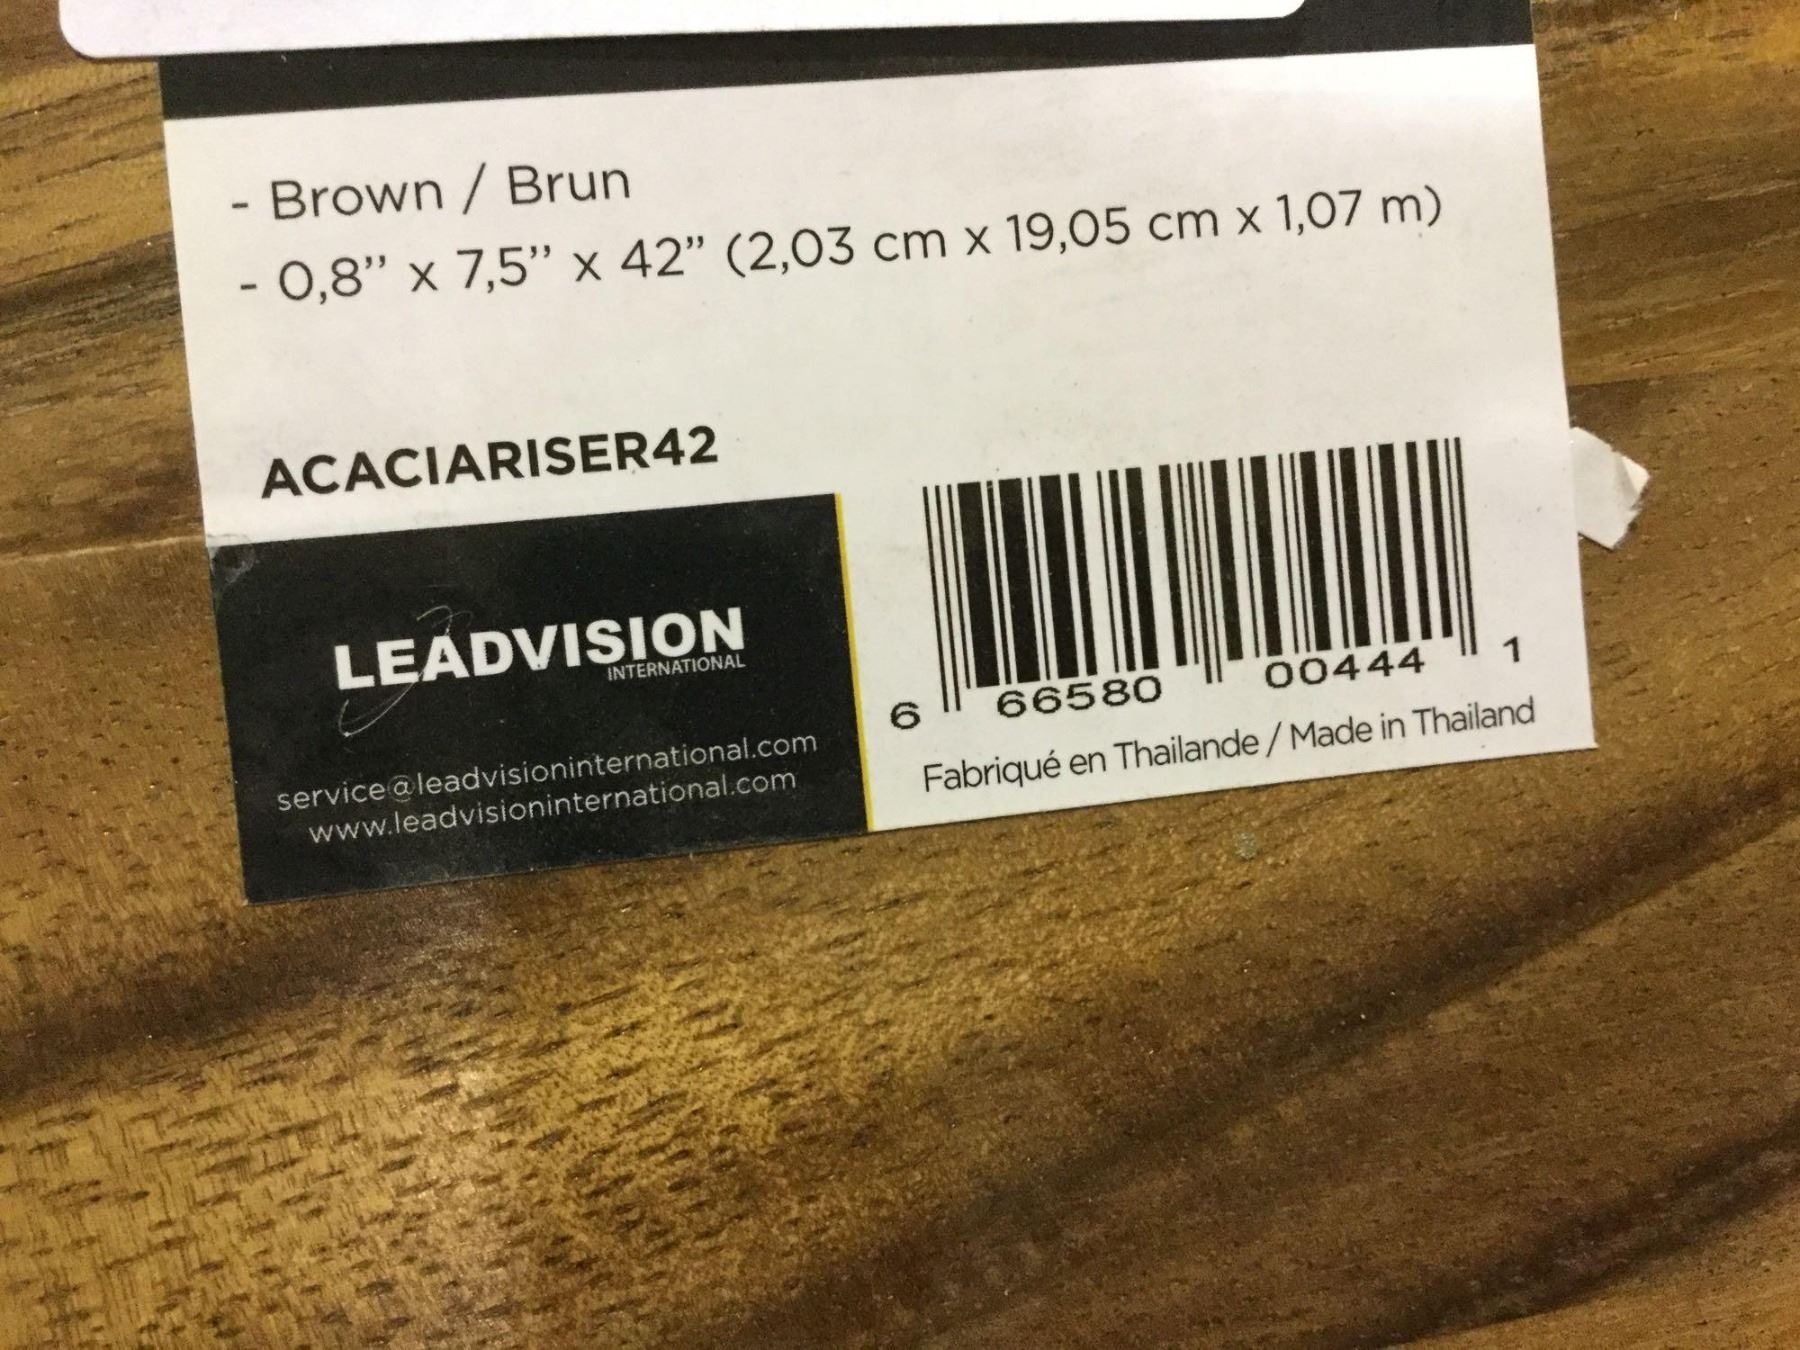 - Brown / Brun
- 0,8'' x 7,5'' x 42'' (2,03 cm x 19,05 cm x 1,07 m)
ACACIARISER42
LEADVISION
INTERNATIONAL
service@leadvisioninternational.com
www.leadvisioninternational.com
6 66580 00444 1
Fabriqué en Thailande / Made in Thailand